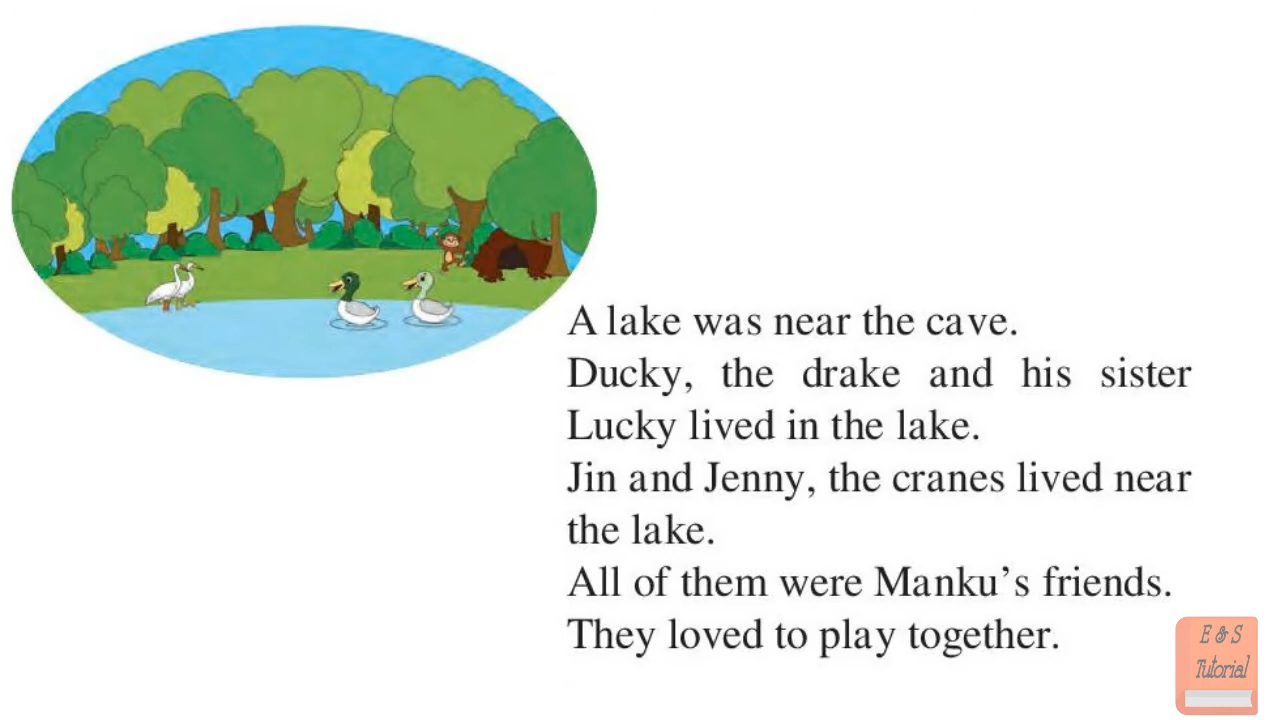 A lake was near the cave.
Ducky, the drake and his sister
Lucky lived in the lake.
Jin and Jenny, the cranes lived near
the lake.
All of them were Manku’s friends.
They loved to play together.
E & S
Tutorial